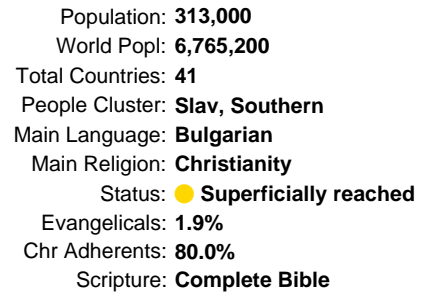 Population: 313,000
World Popl: 6,765,200
Total Countries: 41
People Cluster: Slav, Southern
Main Language: Bulgarian
Main Religion: Christianity
Status: Superficially reached
Evangelicals: 1.9%
Chr Adherents: 80.0%
Scripture: Complete Bible